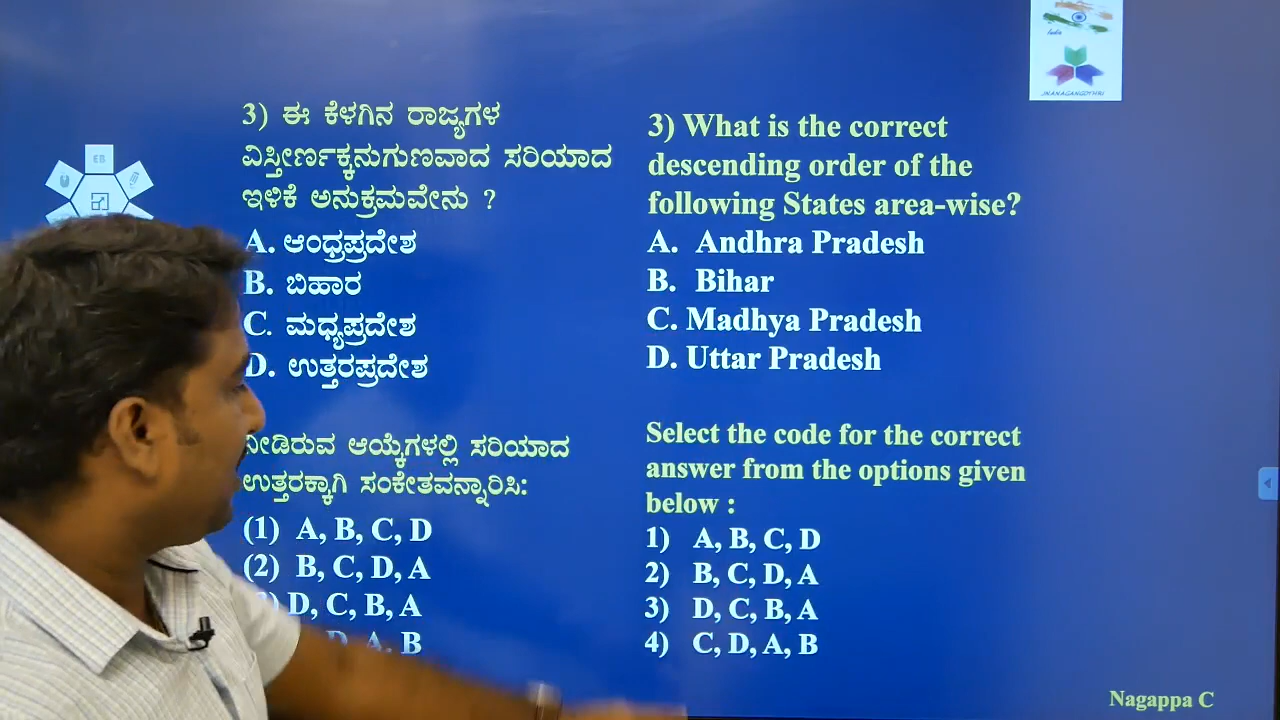 India
JNANAGANGOTHRI
EB
3) ಈ ಕೆಳಗಿನ ರಾಜ್ಯಗಳ
ವಿಸ್ತೀರ್ಣಕ್ಕನುಗುಣವಾದ ಸರಿಯಾದ
ಇಳಿಕೆ ಅನುಕ್ರಮವೇನು ?
A. ಆಂಧ್ರಪ್ರದೇಶ
B. ಬಿಹಾರ
C. ಮಧ್ಯಪ್ರದೇಶ
D. ಉತ್ತರಪ್ರದೇಶ
ನೀಡಿರುವ ಆಯ್ಕೆಗಳಲ್ಲಿ ಸರಿಯಾದ
ಉತ್ತರಕ್ಕಾಗಿ ಸಂಕೇತವನ್ನಾರಿಸಿ:
(1) A, B, C, D
(2) B, C, D, A
) D, C, B, A
D, A, B
3) What is the correct
descending order of the
following States area-wise?
A. Andhra Pradesh
B. Bihar
C. Madhya Pradesh
D. Uttar Pradesh
Select the code for the correct
answer from the options given
below :
1) A, B, C, D
2) B, C, D, A
3) D, C, B, A
4) C, D, A, B
Nagappa C